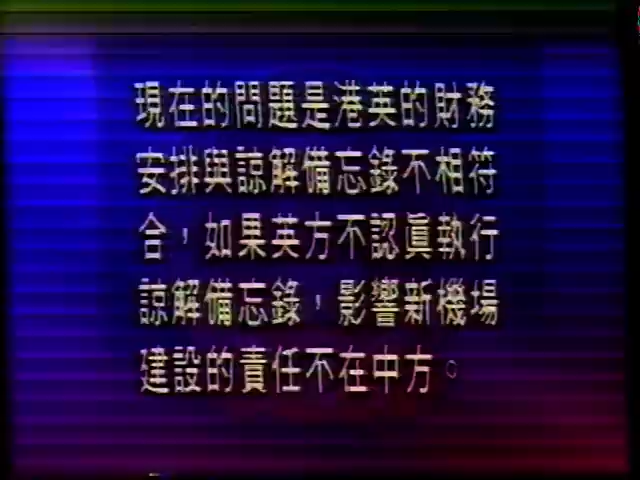 現在的問題是港英的財務
安排與諒解備忘錄不相符
合，如果英方不認真執行
諒解備忘錄，影響新機場
建設的責任不在中方。